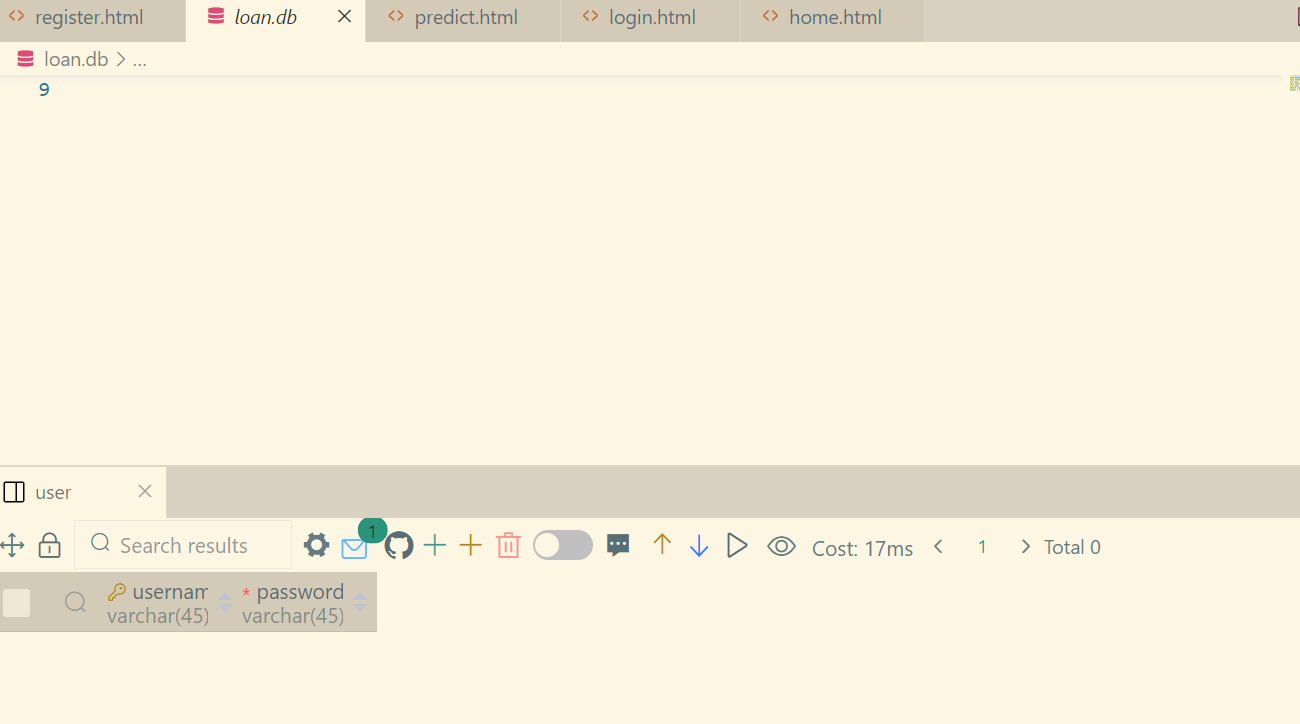 register.html loan.db predict.html login.html home.html
loan.db > ...
9
user
Search results 1 Cost: 17ms 1 Total 0
usernam * password
varchar(45) varchar(45)